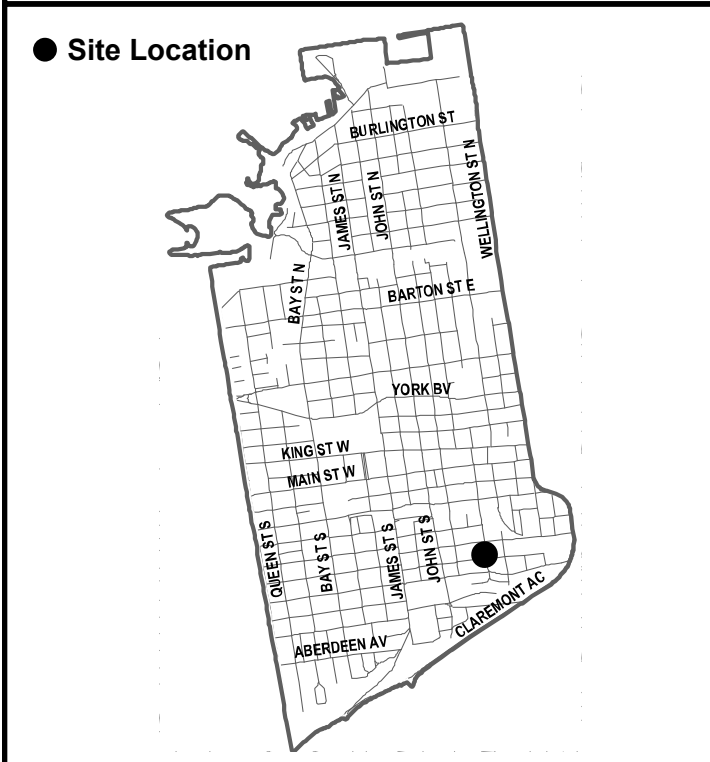 Site Location
BURLINGTON ST
JAMES ST N
JOHN ST N
WELLINGTON ST N
BAY ST N
BARTON ST E
YORK BV
KING ST W
MAIN ST W
QUEEN ST S
BAY ST S
JAMES ST S
JOHN ST S
CLAREMONT AC
ABERDEEN AV